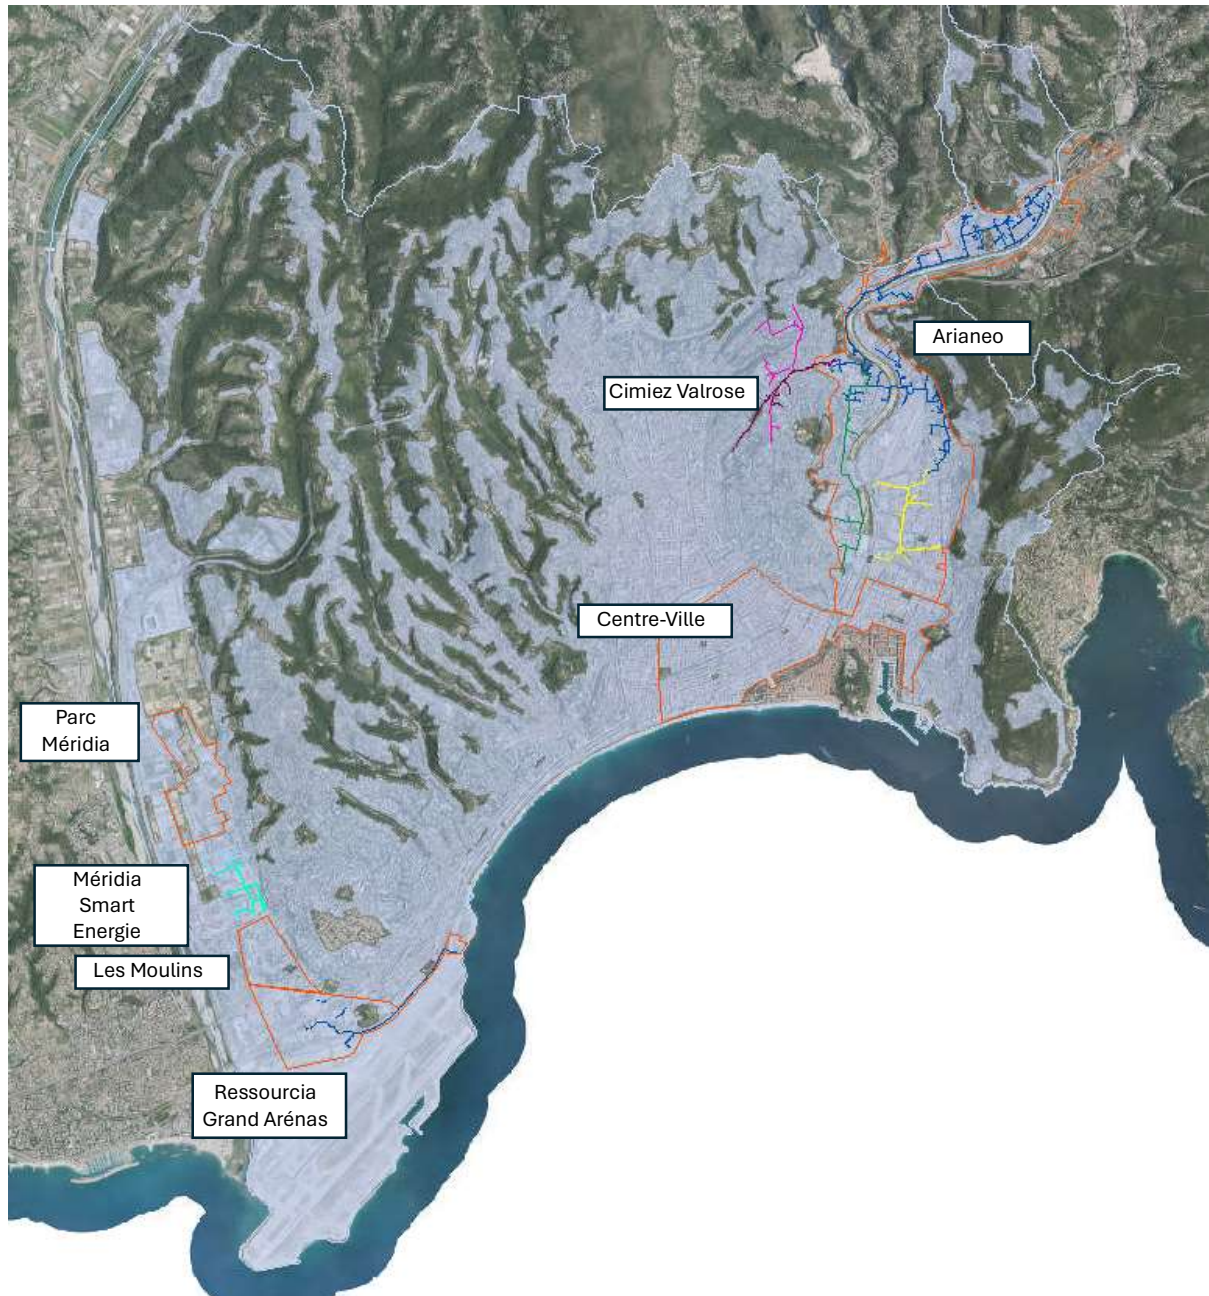 Arianeo
Cimiez Valrose
Centre-Ville
Parc
Méridia
Méridia
Smart
Energie
Les Moulins
Ressourcia
Grand Arénas